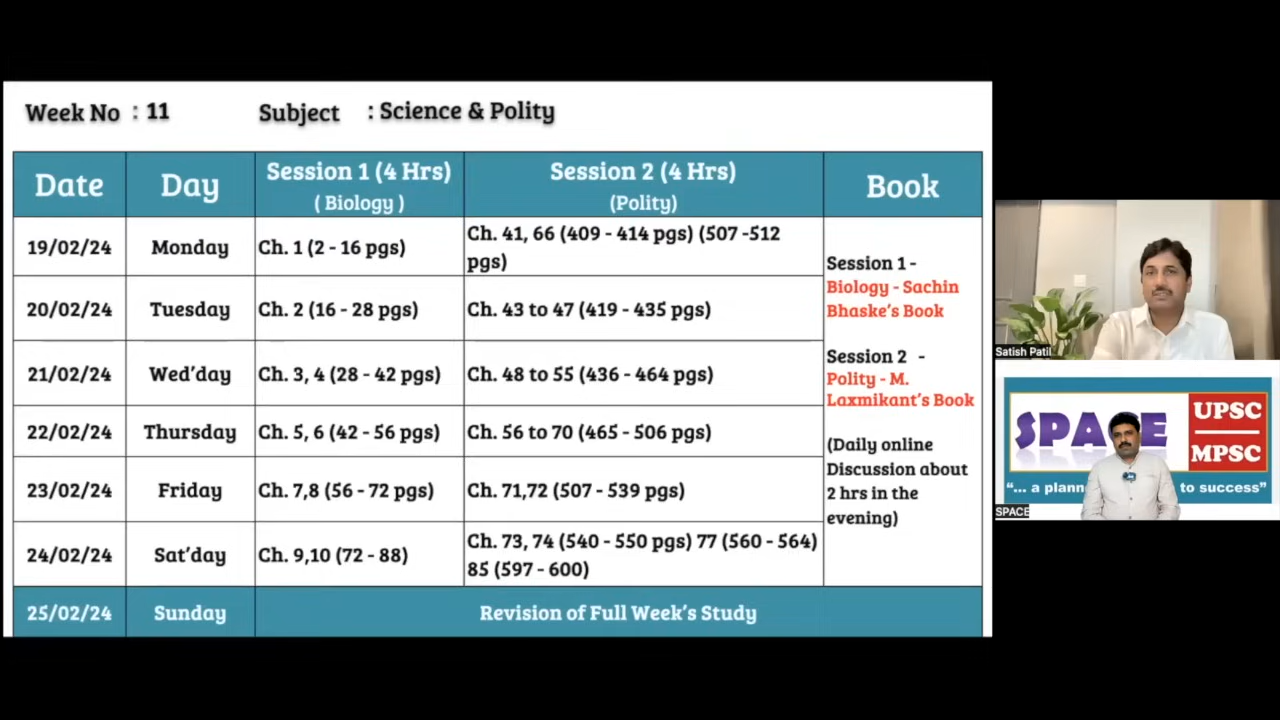 Week No : 11 Subject : Science & Polity
Date
Day
Session 1 (4 Hrs)
( Biology )
Session 2 (4 Hrs)
(Polity)
Book
19/02/24
Monday
Ch. 1 (2 - 16 pgs)
Ch. 41, 66 (409 - 414 pgs) (507 -512
pgs)
20/02/24
Tuesday
Ch. 2 (16 - 28 pgs)
Ch. 43 to 47 (419 - 435 pgs)
21/02/24
Wed'day
Ch. 3, 4 (28 - 42 pgs)
Ch. 48 to 55 (436 - 464 pgs)
22/02/24
Thursday
Ch. 5, 6 (42 - 56 pgs)
Ch. 56 to 70 (465 - 506 pgs)
23/02/24
Friday
Ch. 7,8 (56 - 72 pgs)
Ch. 71,72 (507 - 539 pgs)
24/02/24
Sat'day
Ch. 9,10 (72 - 88)
Ch. 73, 74 (540 - 550 pgs) 77 (560 - 564)
85 (597 - 600)
Session 1 -
Biology - Sachin
Bhaske's Book
Session 2 -
Polity - M.
Laxmikant's Book
(Daily online
Discussion about
2 hrs in the
evening)
25/02/24
Sunday
Revision of Full Week's Study
Satish Patil
SPACE
UPSC
MPSC
"... a plann to success"
SPACE